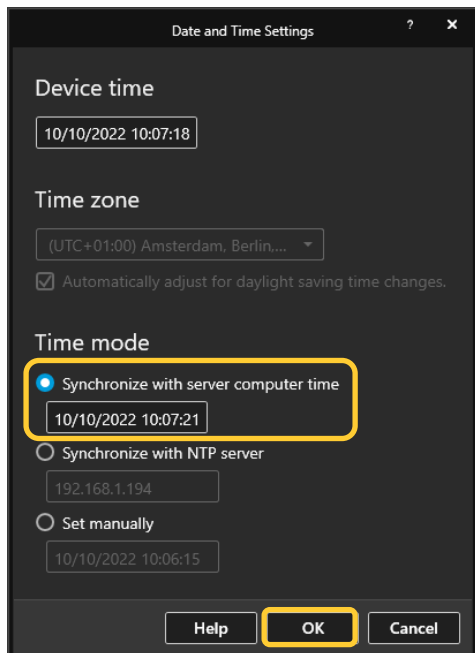 Date and Time Settings ? ×
Device time
10/10/2022 10:07:18
Time zone
(UTC+01:00) Amsterdam, Berlin,...
Automatically adjust for daylight saving time changes.
Time mode
Synchronize with server computer time
10/10/2022 10:07:21
Synchronize with NTP server
192.168.1.194
Set manually
10/10/2022 10:06:15
Help OK Cancel